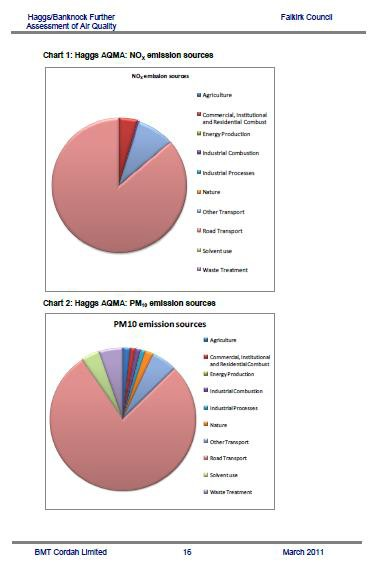 Haggs/Banknock Further
Assessment of Air Quality
Falkirk Council
Chart 1: Haggs AQMA: NOX emission sources
NOX emission sources
Agriculture
Commercial, Institutional
and Residential Combust
Energy Production
Industrial Combustion
Industrial Processes
Nature
Other Transport
Road Transport
Solvent use
Waste Treatment
Chart 2: Haggs AQMA: PM10 emission sources
PM10 emission sources
Agriculture
Commercial, Institutional
and Residential Combust
Energy Production
Industrial Combustion
Industrial Processes
Nature
Other Transport
Road Transport
Solvent use
Waste Treatment
BMT Cordah Limited 16 March 2011